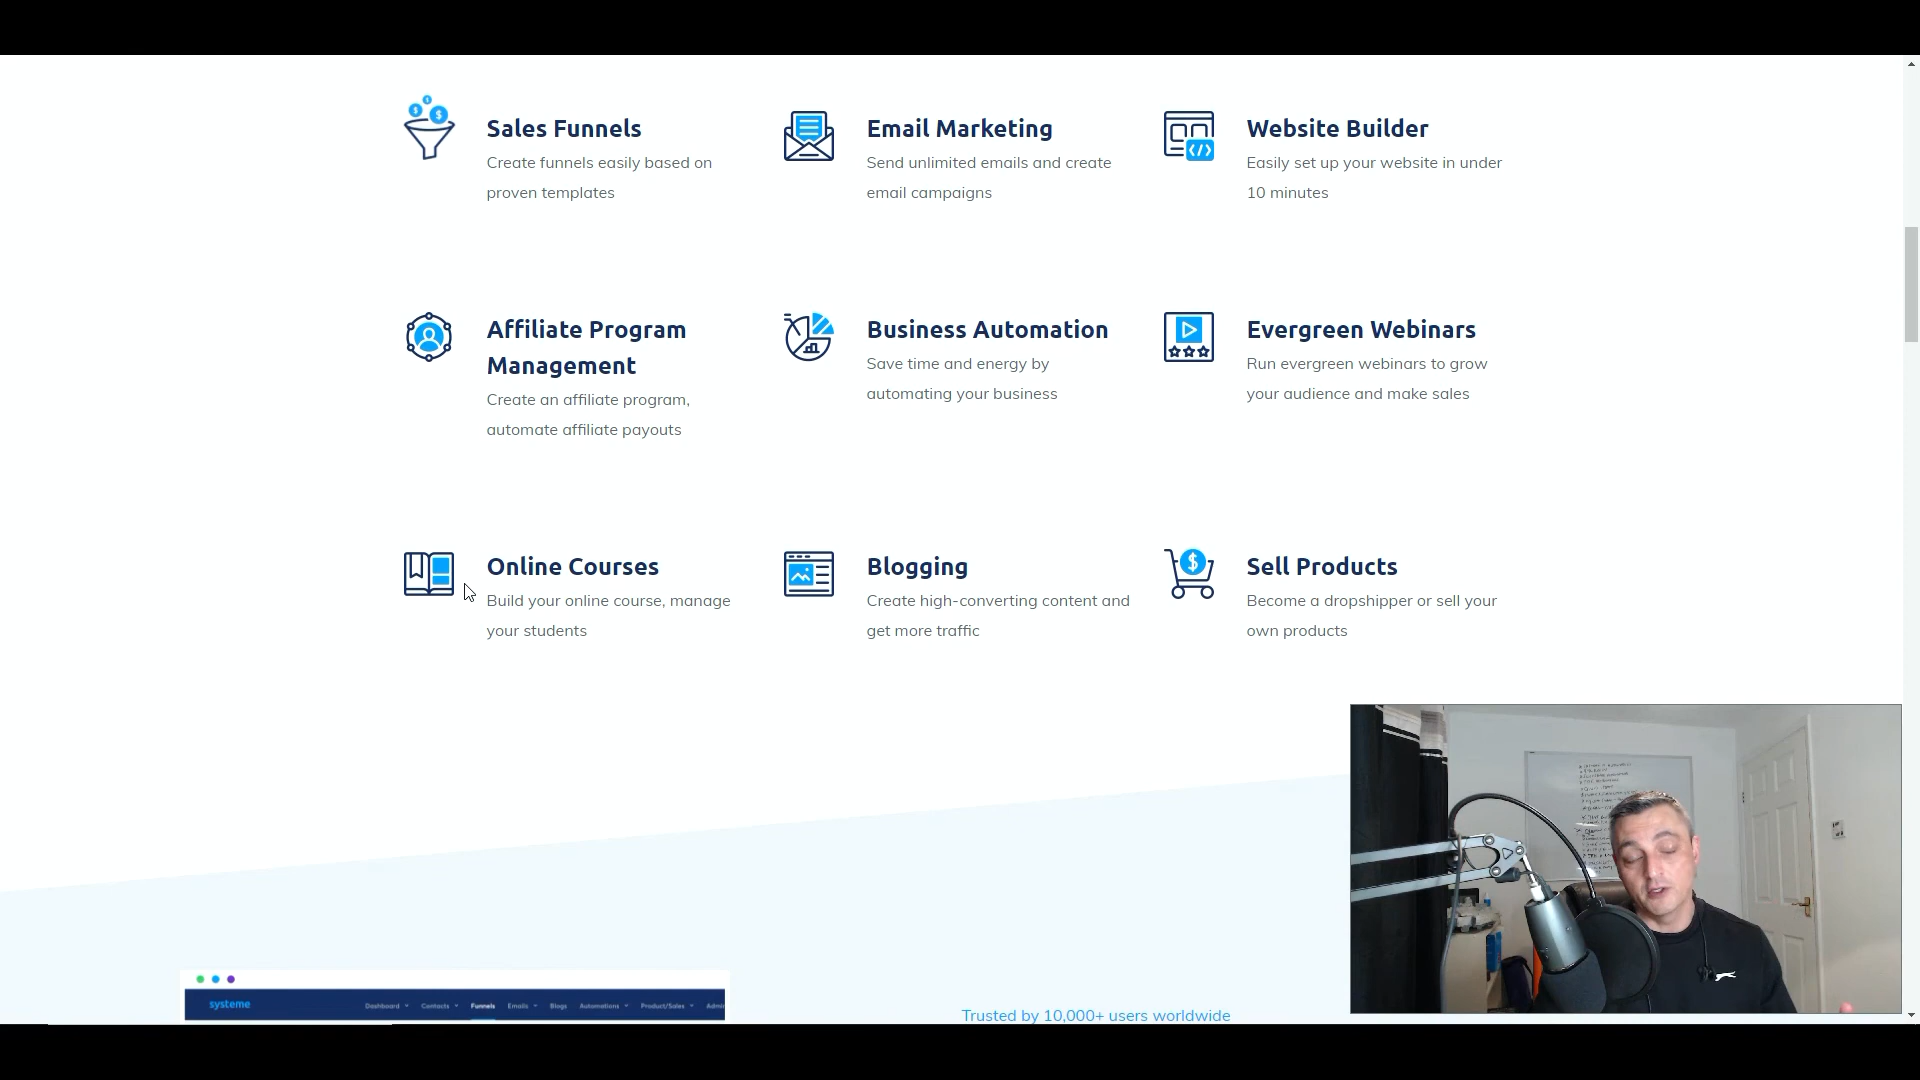 Sales Funnels
Create funnels easily based on
proven templates
Email Marketing
Send unlimited emails and create
email campaigns
Website Builder
Easily set up your website in under
10 minutes
Affiliate Program
Management
Create an affiliate program,
automate affiliate payouts
Business Automation
Save time and energy by
automating your business
Evergreen Webinars
Run evergreen webinars to grow
your audience and make sales
Online Courses
Build your online course, manage
your students
Blogging
Create high-converting content and
get more traffic
Sell Products
Become a dropshipper or sell your
own products
systeme Dashboard Contacts Funnels Emails Blogs Automations Product/Sales
Trusted by 10,000+ users worldwide